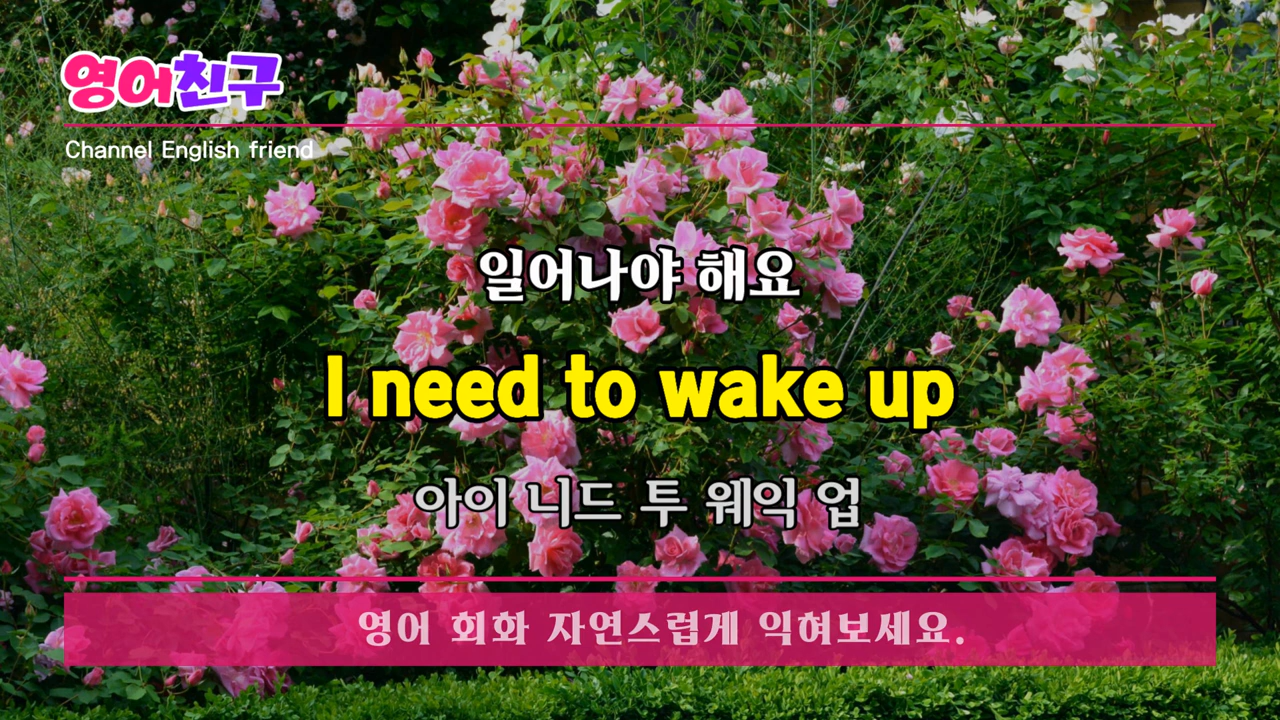 영어친구
Channel English friend
일어나야 해요
I need to wake up
아이 니드 투 웨익 업
영어 회화 자연스럽게 익혀보세요.